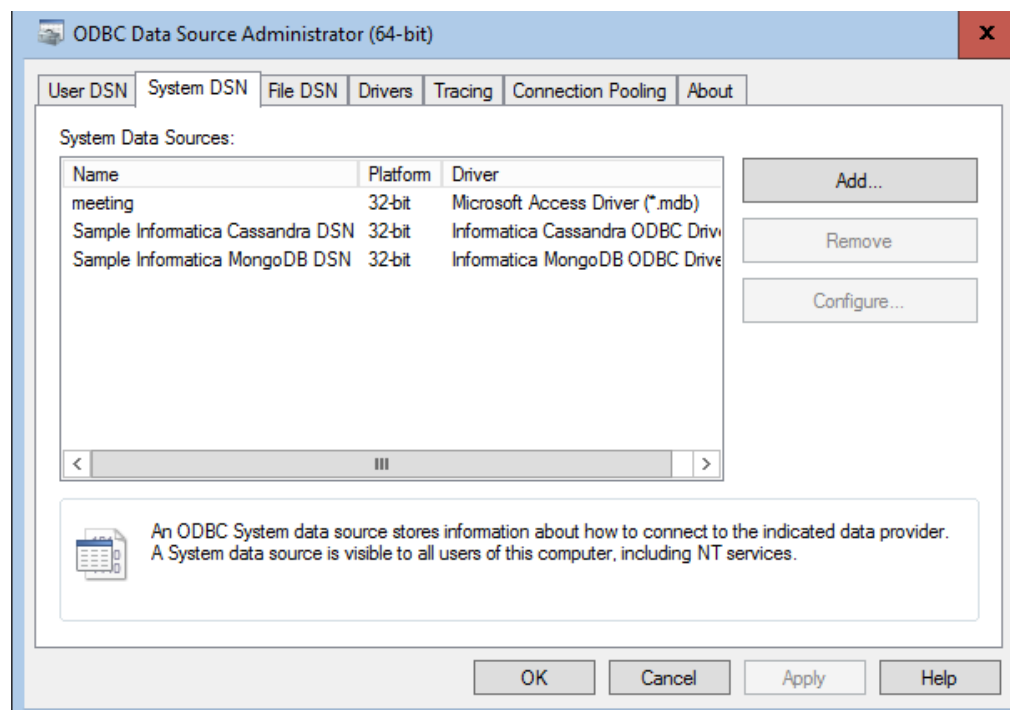 ODBC Data Source Administrator (64-bit)
x
User DSN System DSN File DSN Drivers Tracing Connection Pooling About
System Data Sources:
Name Platform Driver
meeting 32-bit Microsoft Access Driver (*.mdb)
Sample Informatica Cassandra DSN 32-bit Informatica Cassandra ODBC Driv
Sample Informatica MongoDB DSN 32-bit Informatica MongoDB ODBC Drive
Add...
Remove
Configure...
An ODBC System data source stores information about how to connect to the indicated data provider.
A System data source is visible to all users of this computer, including NT services.
OK Cancel Apply Help